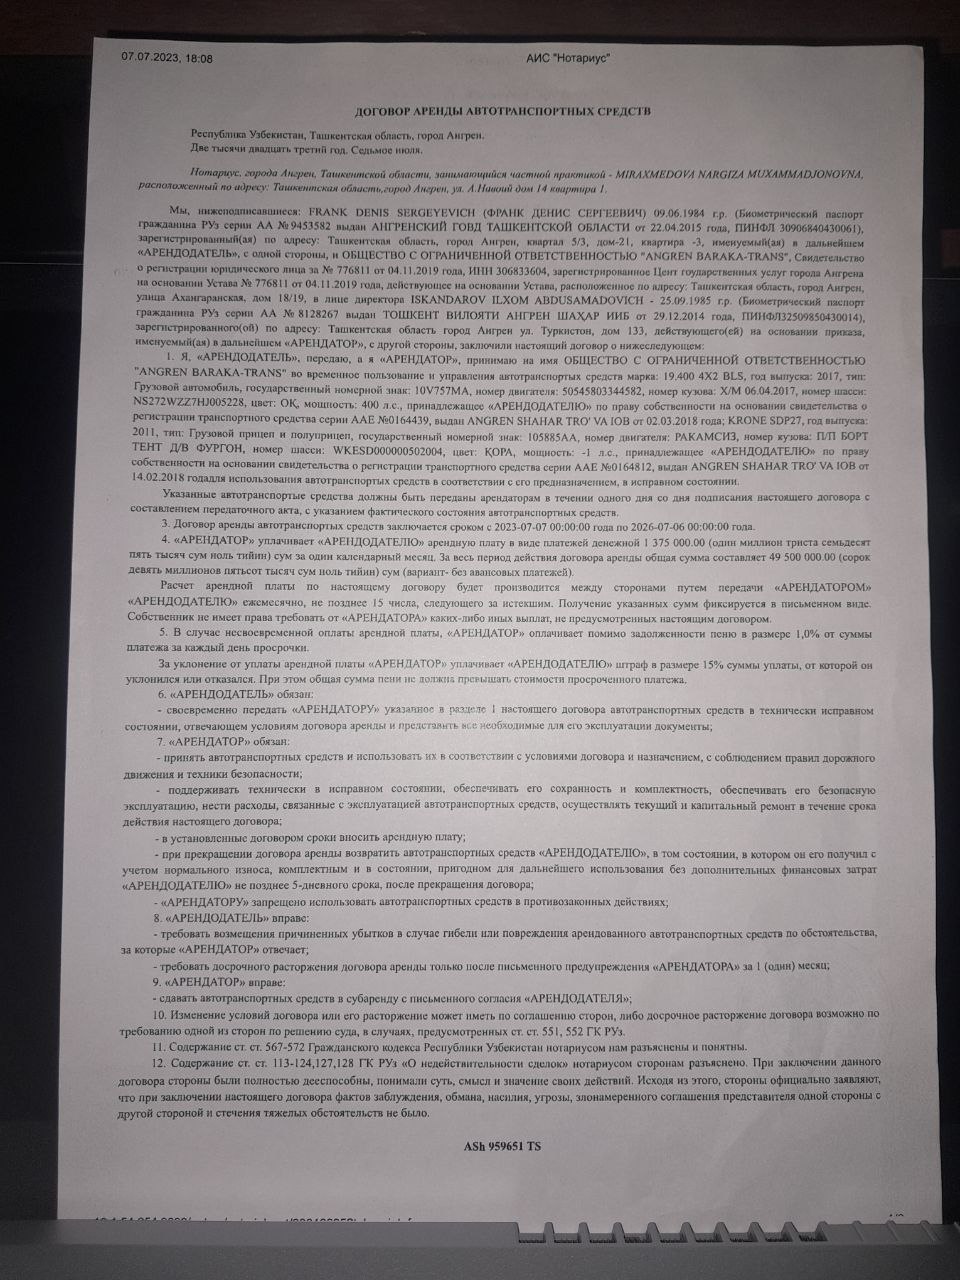 07.07.2023, 18:08 АИС "Нотариус"
ДОГОВОР АРЕНДЫ АВТОТРАНСПОРТНЫХ СРЕДСТВ
Республика Узбекистан, Ташкентская область, город Ангрен.
Две тысячи двадцать третий год. Седьмое июля.
Нотариус, города Ангрен, Ташкентской области, занимающийся частной практикой - MIRAXMEDOVA NARGIZA MUXAMMADJONOVNA,
расположенный по адресу: Ташкентская область,город Ангрен, ул. А.Навоий дом 14 квартира 1.
Мы, нижеподписавшиеся: FRANK DENIS SERGEYEVICH (ФРАНК ДЕНИС СЕРГЕЕВИЧ) 09.06.1984 г.р. (Биометрический паспорт
гражданина РУз серии АА №9453582 выдан АНГРЕНСКИЙ ГОВД ТАШКЕНТСКОЙ ОБЛАСТИ от 22.04.2015 года, ПИНФЛ 30906840430061),
зарегистрированный(ая) по адресу: Ташкентская область, город Ангрен, квартал 5/3, дом-21, квартира -3, именуемый(ая) в дальнейшем
«АРЕНДОДАТЕЛЬ», с одной стороны, и ОБЩЕСТВО С ОГРАНИЧЕННОЙ ОТВЕТСТВЕННОСТЬЮ "ANGREN BARAKA-TRANS", Свидетельство
о регистрации юридического лица за № 776811 от 04.11.2019 года, ИНН 306833604, зарегистрированное Цент гоударственных услуг города Ангрена
на основании Устава № 776811 от 04.11.2019 года, действующее на основании Устава, расположенное по адресу: Ташкентская область, город Ангрен,
улица Ахангаранская, дом 18/19, в лице директора ISKANDAROV ILXOM ABDUSAMADOVICH - 25.09.1985 г.р. (Биометрический паспорт
гражданина РУз серии АА №8128267 выдан ТОШКЕНТ ВИЛОЯТИ АНГРЕН ШАҲАР ИИБ от 29.12.2014 года, ПИНФЛ32509850430014),
зарегистрированного(ой) по адресу: Ташкентская область город Ангрен ул. Туркистон, дом 133, действующего(ей) на основании приказа,
именуемый(ая) в дальнейшем «АРЕНДАТОР», с другой стороны, заключили настоящий договор о нижеследующем:
1. Я, «АРЕНДОДАТЕЛЬ», передаю, а я «АРЕНДАТОР», принимаю на имя ОБЩЕСТВО С ОГРАНИЧЕННОЙ ОТВЕТСТВЕННОСТЬЮ
"ANGREN BARAKA-TRANS" во временное пользование и управления автотранспортых средств марка: 19.400 4X2 BLS, год выпуска: 2017, тип:
Грузовой автомобиль, государственный номерной знак: 10V757MA, номер двигателя: 50545803344582, номер кузова: Х/М 06.04.2017, номер шасси:
NS272WZZ7HJ005228, цвет: ОҚ, мощность: 400 л.с., принадлежащее «АРЕНДОДАТЕЛЮ» по праву собственности на основании свидетельства о
регистрации транспортного средства серии ААЕ №0164439, выдан ANGREN SHAHAR TRO' VA IOB от 02.03.2018 года; KRONE SDP27, год выпуска:
2011, тип: Грузовой прицеп и полуприцеп, государственный номерной знак: 105885AA, номер двигателя: РАКАМСИЗ, номер кузова: П/П БОРТ
ТЕНТ Д/В ФУРГОН, номер шасси: WKESD000000502004, цвет: ҚОРА, мощность: -1 л.с., принадлежащее «АРЕНДОДАТЕЛЮ» по праву
собственности на основании свидетельства о регистрации транспортного средства серии ААЕ №0164812, выдан ANGREN SHAHAR TRO' VA IOB от
14.02.2018 годадля использования автотранспортых средств в соответствии с его предназначением, в исправном состоянии.
Указанные автотранспортые средства должны быть переданы арендаторам в течении одного дня со дня подписания настоящего договора с
составлением передаточного акта, с указанием фактического состояния автотранспортных средств.
3. Договор аренды автотранспортых средств заключается сроком с 2023-07-07 00:00:00 года по 2026-07-06 00:00:00 года.
4. «АРЕНДАТОР» уплачивает «АРЕНДОДАТЕЛЮ» арендную плату в виде платежей денежной 1 375 000.00 (один миллион триста семьдесят
пять тысяч сум ноль тийин) сум за один календарный месяц. За весь период действия договора аренды общая сумма составляет 49 500 000.00 (сорок
девять миллионов пятьсот тысяч сум ноль тийин) сум (вариант- без авансовых платежей).
Расчет арендной платы по настоящему договору будет производится между сторонами путем передачи «АРЕНДАТОРОМ»
«АРЕНДОДАТЕЛЮ» ежемесячно, не позднее 15 числа, следующего за истекшим. Получение указанных сумм фиксируется в письменном виде.
Собственник не имеет права требовать от «АРЕНДАТОРА» каких-либо иных выплат, не предусмотренных настоящим договором.
5. В случае несвоевременной оплаты арендной платы, «АРЕНДАТОР» оплачивает помимо задолженности пеню в размере 1,0% от суммы
платежа за каждый день просрочки.
За уклонение от уплаты арендной платы «АРЕНДАТОР» уплачивает «АРЕНДОДАТЕЛЮ» штраф в размере 15% суммы уплаты, от которой он
уклонился или отказался. При этом общая сумма пени не должна превышать стоимости просроченного платежа.
6. «АРЕНДОДАТЕЛЬ» обязан:
- своевременно передать «АРЕНДАТОРУ» указанное в разделе 1 настоящего договора автотранспортных средств в технически исправном
состоянии, отвечающем условиям договора аренды и представить все необходимые для его эксплуатации документы;
7. «АРЕНДАТОР» обязан:
- принять автотранспортных средств и использовать их в соответствии с условиями договора и назначением, с соблюдением правил дорожного
движения и техники безопасности;
- поддерживать технически в исправном состоянии, обеспечивать его сохранность и комплектность, обеспечивать его безопасную
эксплуатацию, нести расходы, связанные с эксплуатацией автотранспортых средств, осуществлять текущий и капитальный ремонт в течение срока
действия настоящего договора;
- в установленные договором сроки вносить арендную плату;
- при прекращении договора аренды возвратить автотранспортных средств «АРЕНДОДАТЕЛЮ», в том состоянии, в котором он его получил с
учетом нормального износа, комплектным и в состоянии, пригодном для дальнейшего использования без дополнительных финансовых затрат
«АРЕНДОДАТЕЛЮ» не позднее 5-дневного срока, после прекращения договора;
- «АРЕНДАТОРУ» запрещено использовать автотранспортных средств в противозаконных действиях;
8. «АРЕНДОДАТЕЛЬ» вправе:
- требовать возмещения причиненных убытков в случае гибели или повреждения арендованного автотранспортных средств по обстоятельства,
за которые «АРЕНДАТОР» отвечает;
- требовать досрочного расторжения договора аренды только после письменного предупреждения «АРЕНДАТОРА» за 1 (один) месяц;
9. «АРЕНДАТОР» вправе:
- сдавать автотранспортных средств в субаренду с письменного согласия «АРЕНДОДАТЕЛЯ»;
10. Изменение условий договора или его расторжение может иметь по соглашению сторон, либо досрочное расторжение договора возможно по
требованию одной из сторон по решению суда, в случаях, предусмотренных ст. ст. 551, 552 ГК РУз.
11. Содержание ст. ст. 567-572 Гражданского кодекса Республики Узбекистан нотариусом нам разъяснены и понятны.
12. Содержание ст. ст. 113-124,127,128 ГК РУз «О недействительности сделок» нотариусом сторонам разъяснено. При заключении данного
договора стороны были полностью дееспособны, понимали суть, смысл и значение своих действий. Исходя из этого, стороны официально заявляют,
что при заключении настоящего договора фактов заблуждения, обмана, насилия, угрозы, злонамеренного соглашения представителя одной стороны с
другой стороной и стечения тяжелых обстоятельств не было.
ASh 959651 TS